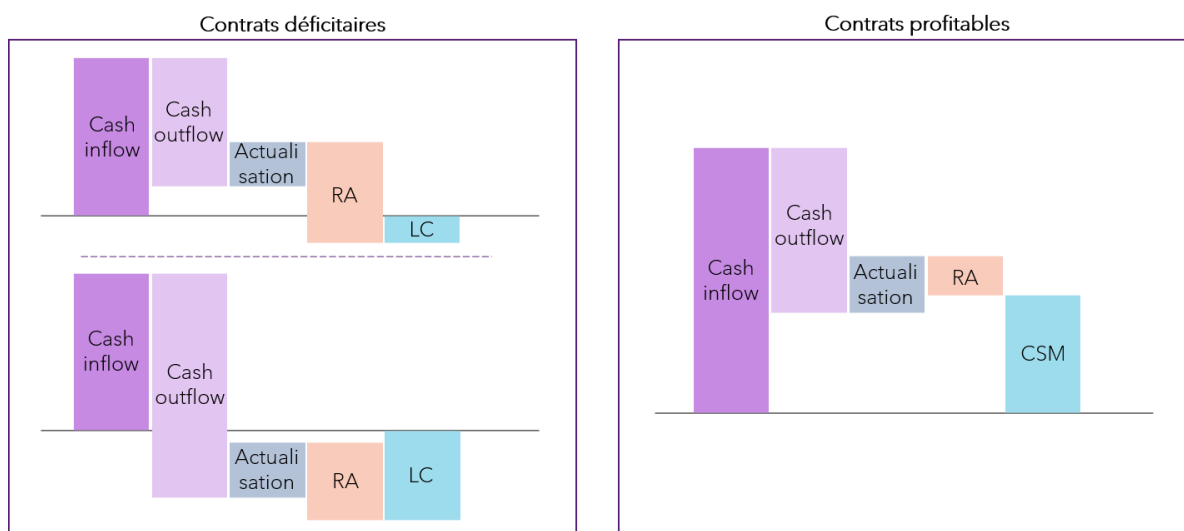 Contrats déficitaires
Cash
inflow
Cash
outflow
Actuali
sation
RA
LC
Cash
inflow
Cash
outflow
Actuali
sation
RA
LC
Contrats profitables
Cash
inflow
Cash
outflow
Actuali
sation
RA
CSM